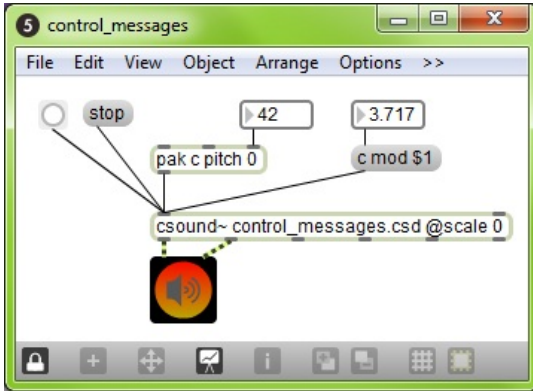 5 control_messages
File Edit View Object Arrange Options >>
stop 42 3.717
pak c pitch 0 c mod $1
csound~ control_messages.csd @scale 0